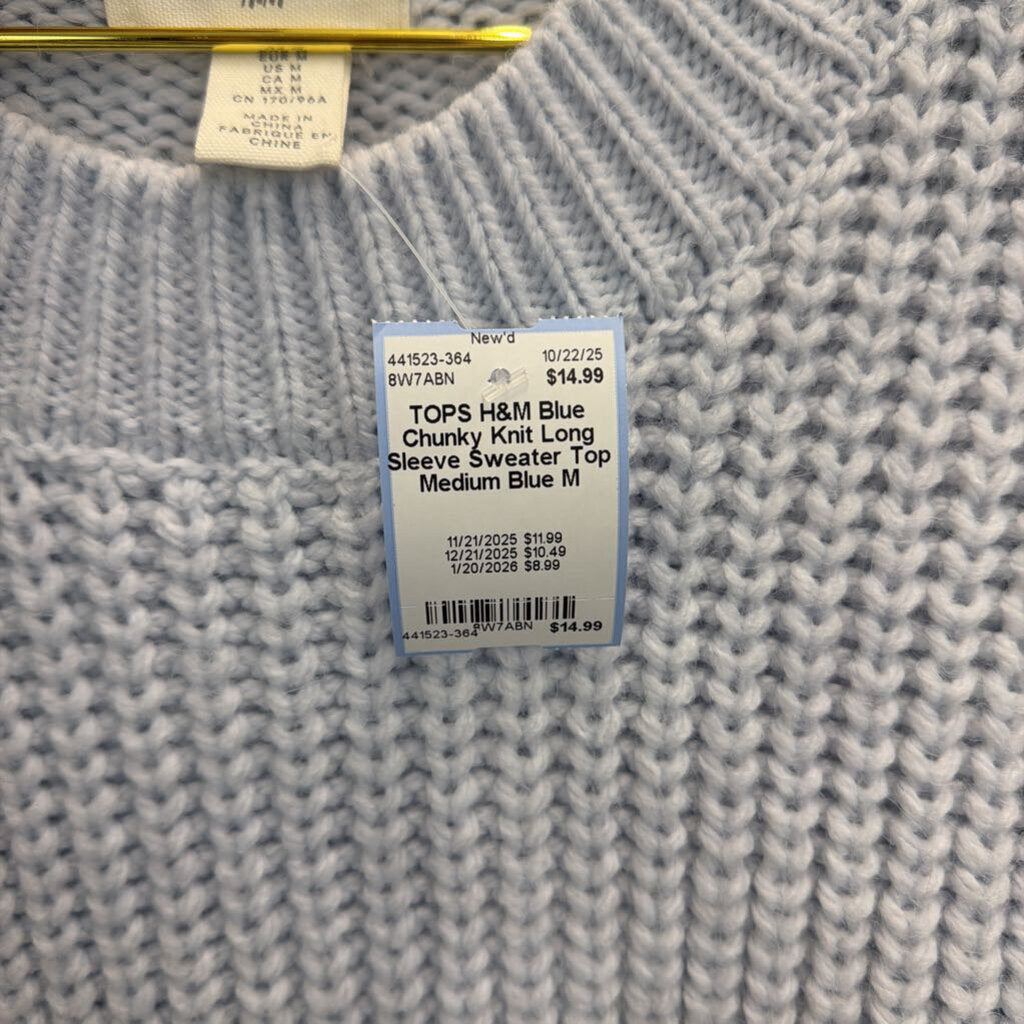 EUR M
US M
CA M
MX M
CN 170/96A
MADE IN
CHINA
FABRIQUE EN
CHINE
New'd
441523-364 10/22/25
8W7ABN $14.99
TOPS H&M Blue
Chunky Knit Long
Sleeve Sweater Top
Medium Blue M
11/21/2025 $11.99
12/21/2025 $10.49
1/20/2026 $8.99
441523-364 8W7ABN $14.99